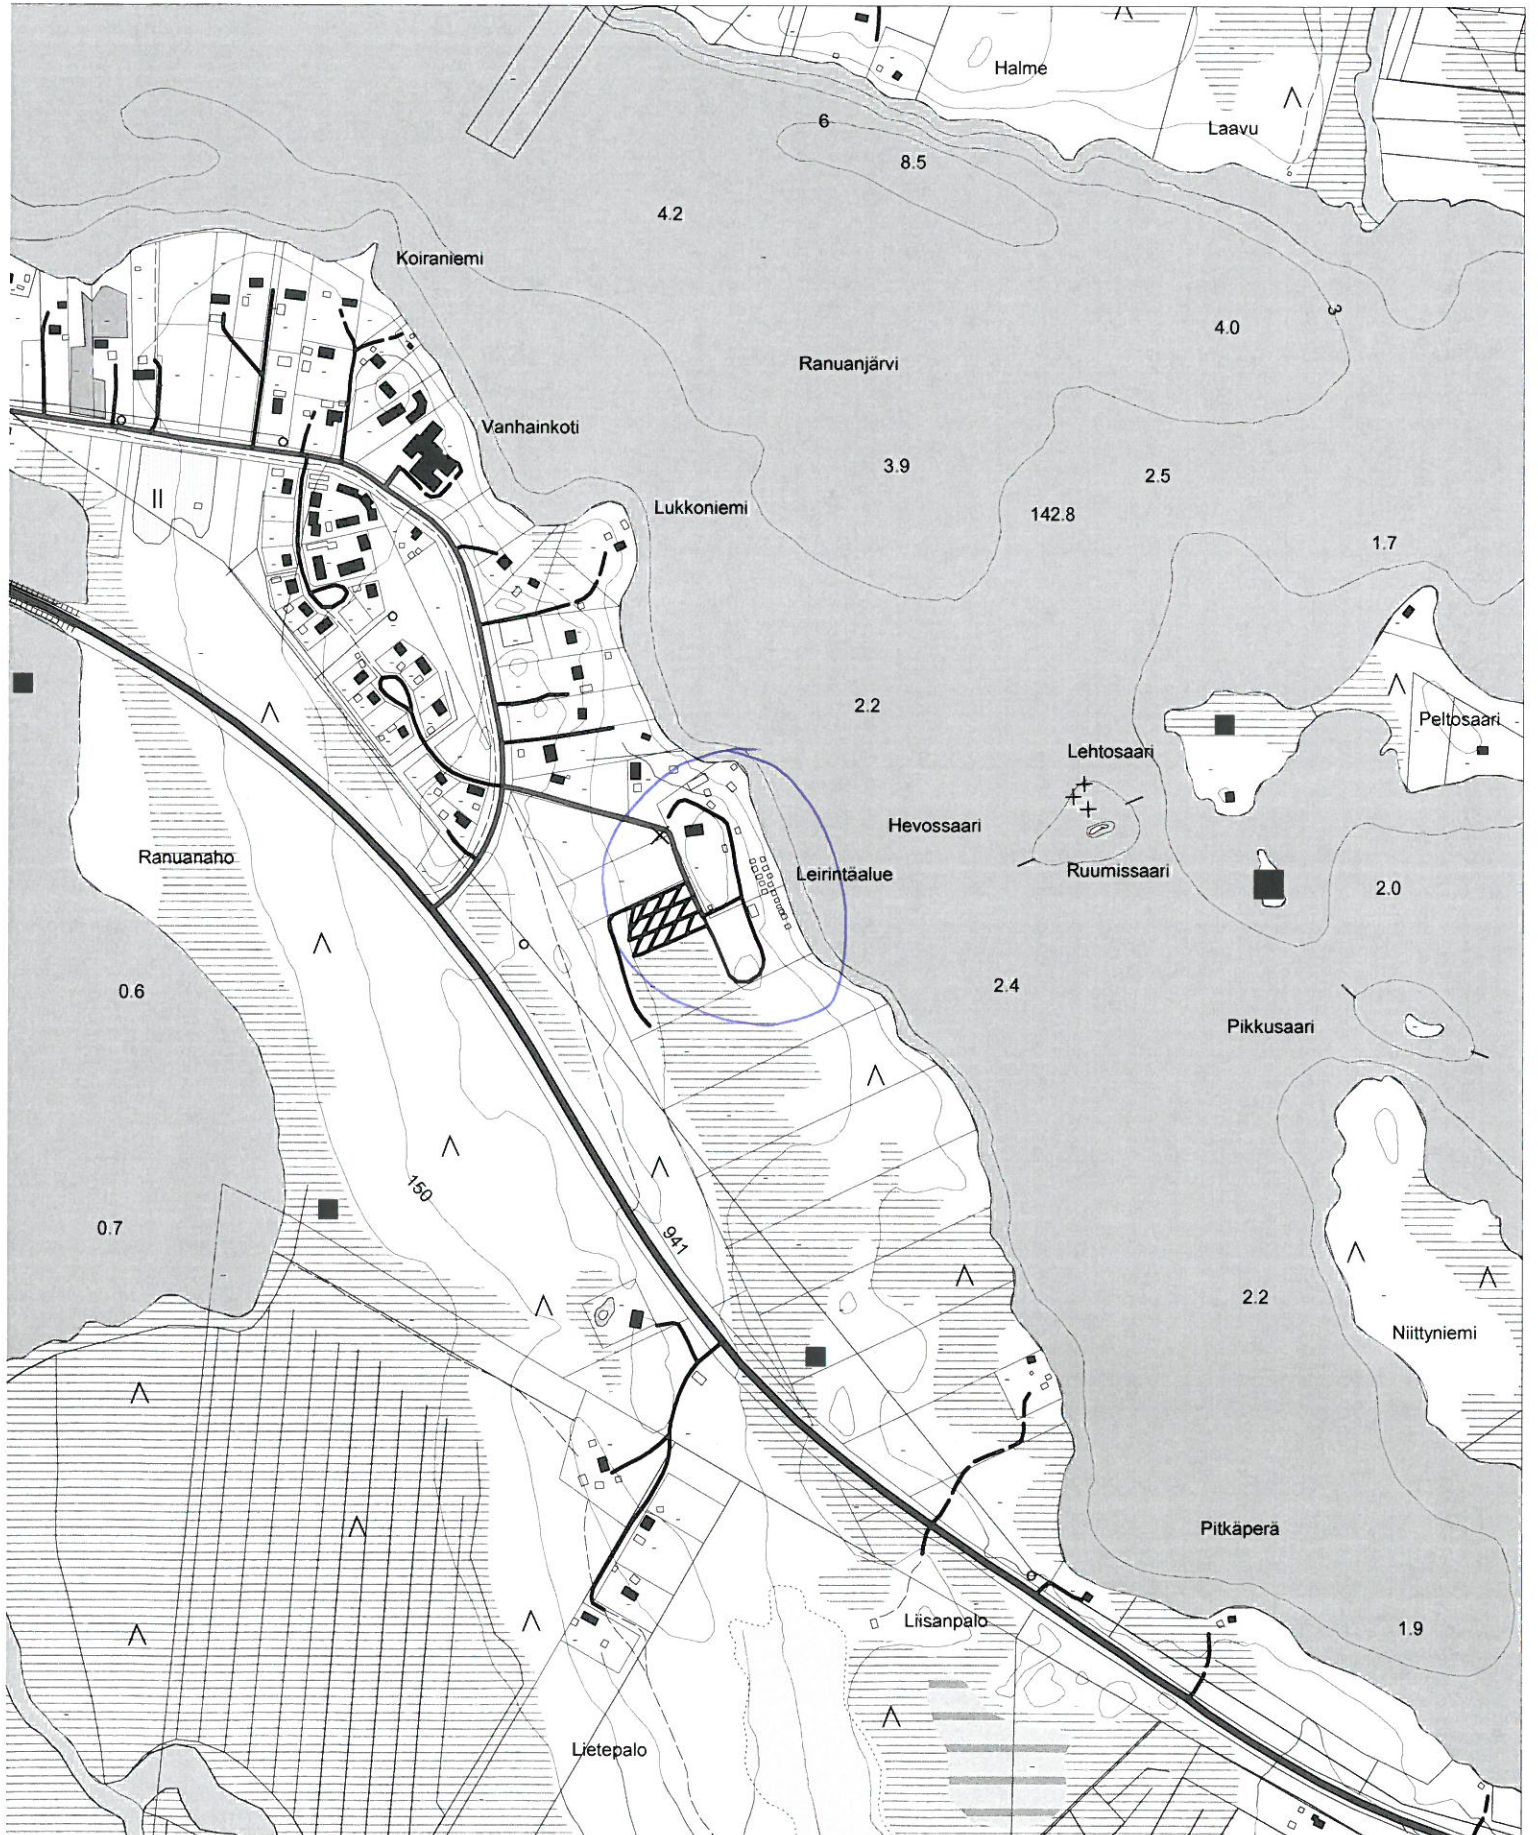 Halme
Laavu
6
8.5
4.2
Koiraniemi
3
4.0
Ranuanjärvi
Vanhainkoti
3.9
2.5
Lukkoniemi
142.8
1.7
2.2
Peltosaari
Lehtosaari
Hevossaari
Ranuanaho
Leirintäalue
Ruumissaari
2.0
0.6
2.4
Pikkusaari
150
0.7
941
2.2
Niittyniemi
Pitkäperä
Liisanpalo
1.9
Lietepalo